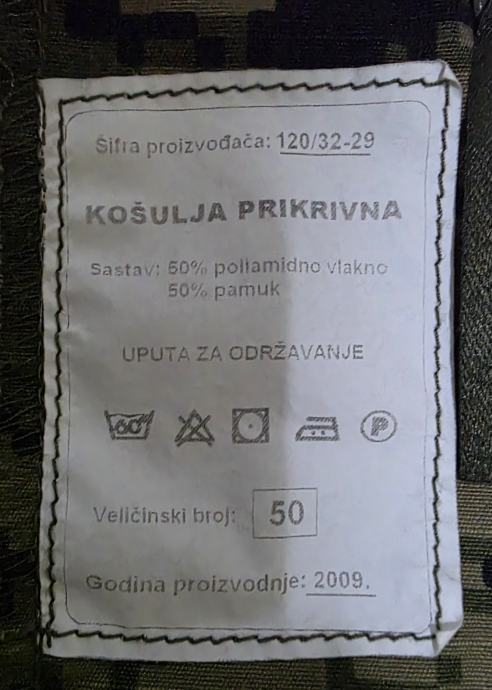 Šifra proizvođača: 120/32-29
KOŠULJA PRIKRIVNA
Sastav: 50% poliamidno vlakno
50% pamuk
UPUTA ZA ODRŽAVANJE
60° P
Veličinski broj: 50
Godina proizvodnje: 2009.